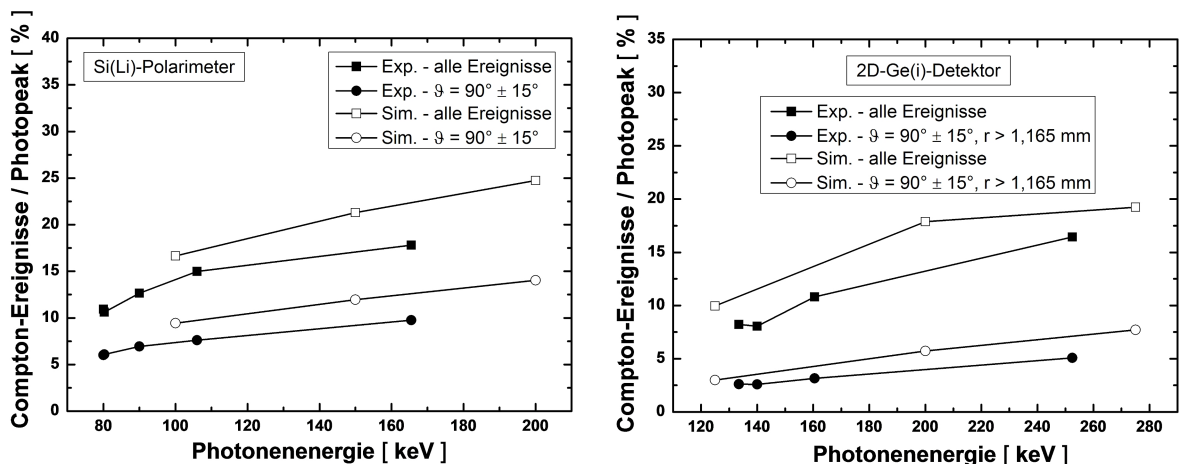 Si(Li)-Polarimeter
Exp. - alle Ereignisse
Exp. - ϑ = 90° ± 15°
Sim. - alle Ereignisse
Sim. - ϑ = 90° ± 15°
Compton-Ereignisse / Photopeak [ % ]
40
35
30
25
20
15
10
5
0
80 100 120 140 160 180 200
Photonenenergie [ keV ]
2D-Ge(i)-Detektor
Exp. - alle Ereignisse
Exp. - ϑ = 90° ± 15°, r > 1,165 mm
Sim. - alle Ereignisse
Sim. - ϑ = 90° ± 15°, r > 1,165 mm
Compton-Ereignisse / Photopeak [ % ]
35
30
25
20
15
10
5
0
120 140 160 180 200 220 240 260 280
Photonenenergie [ keV ]